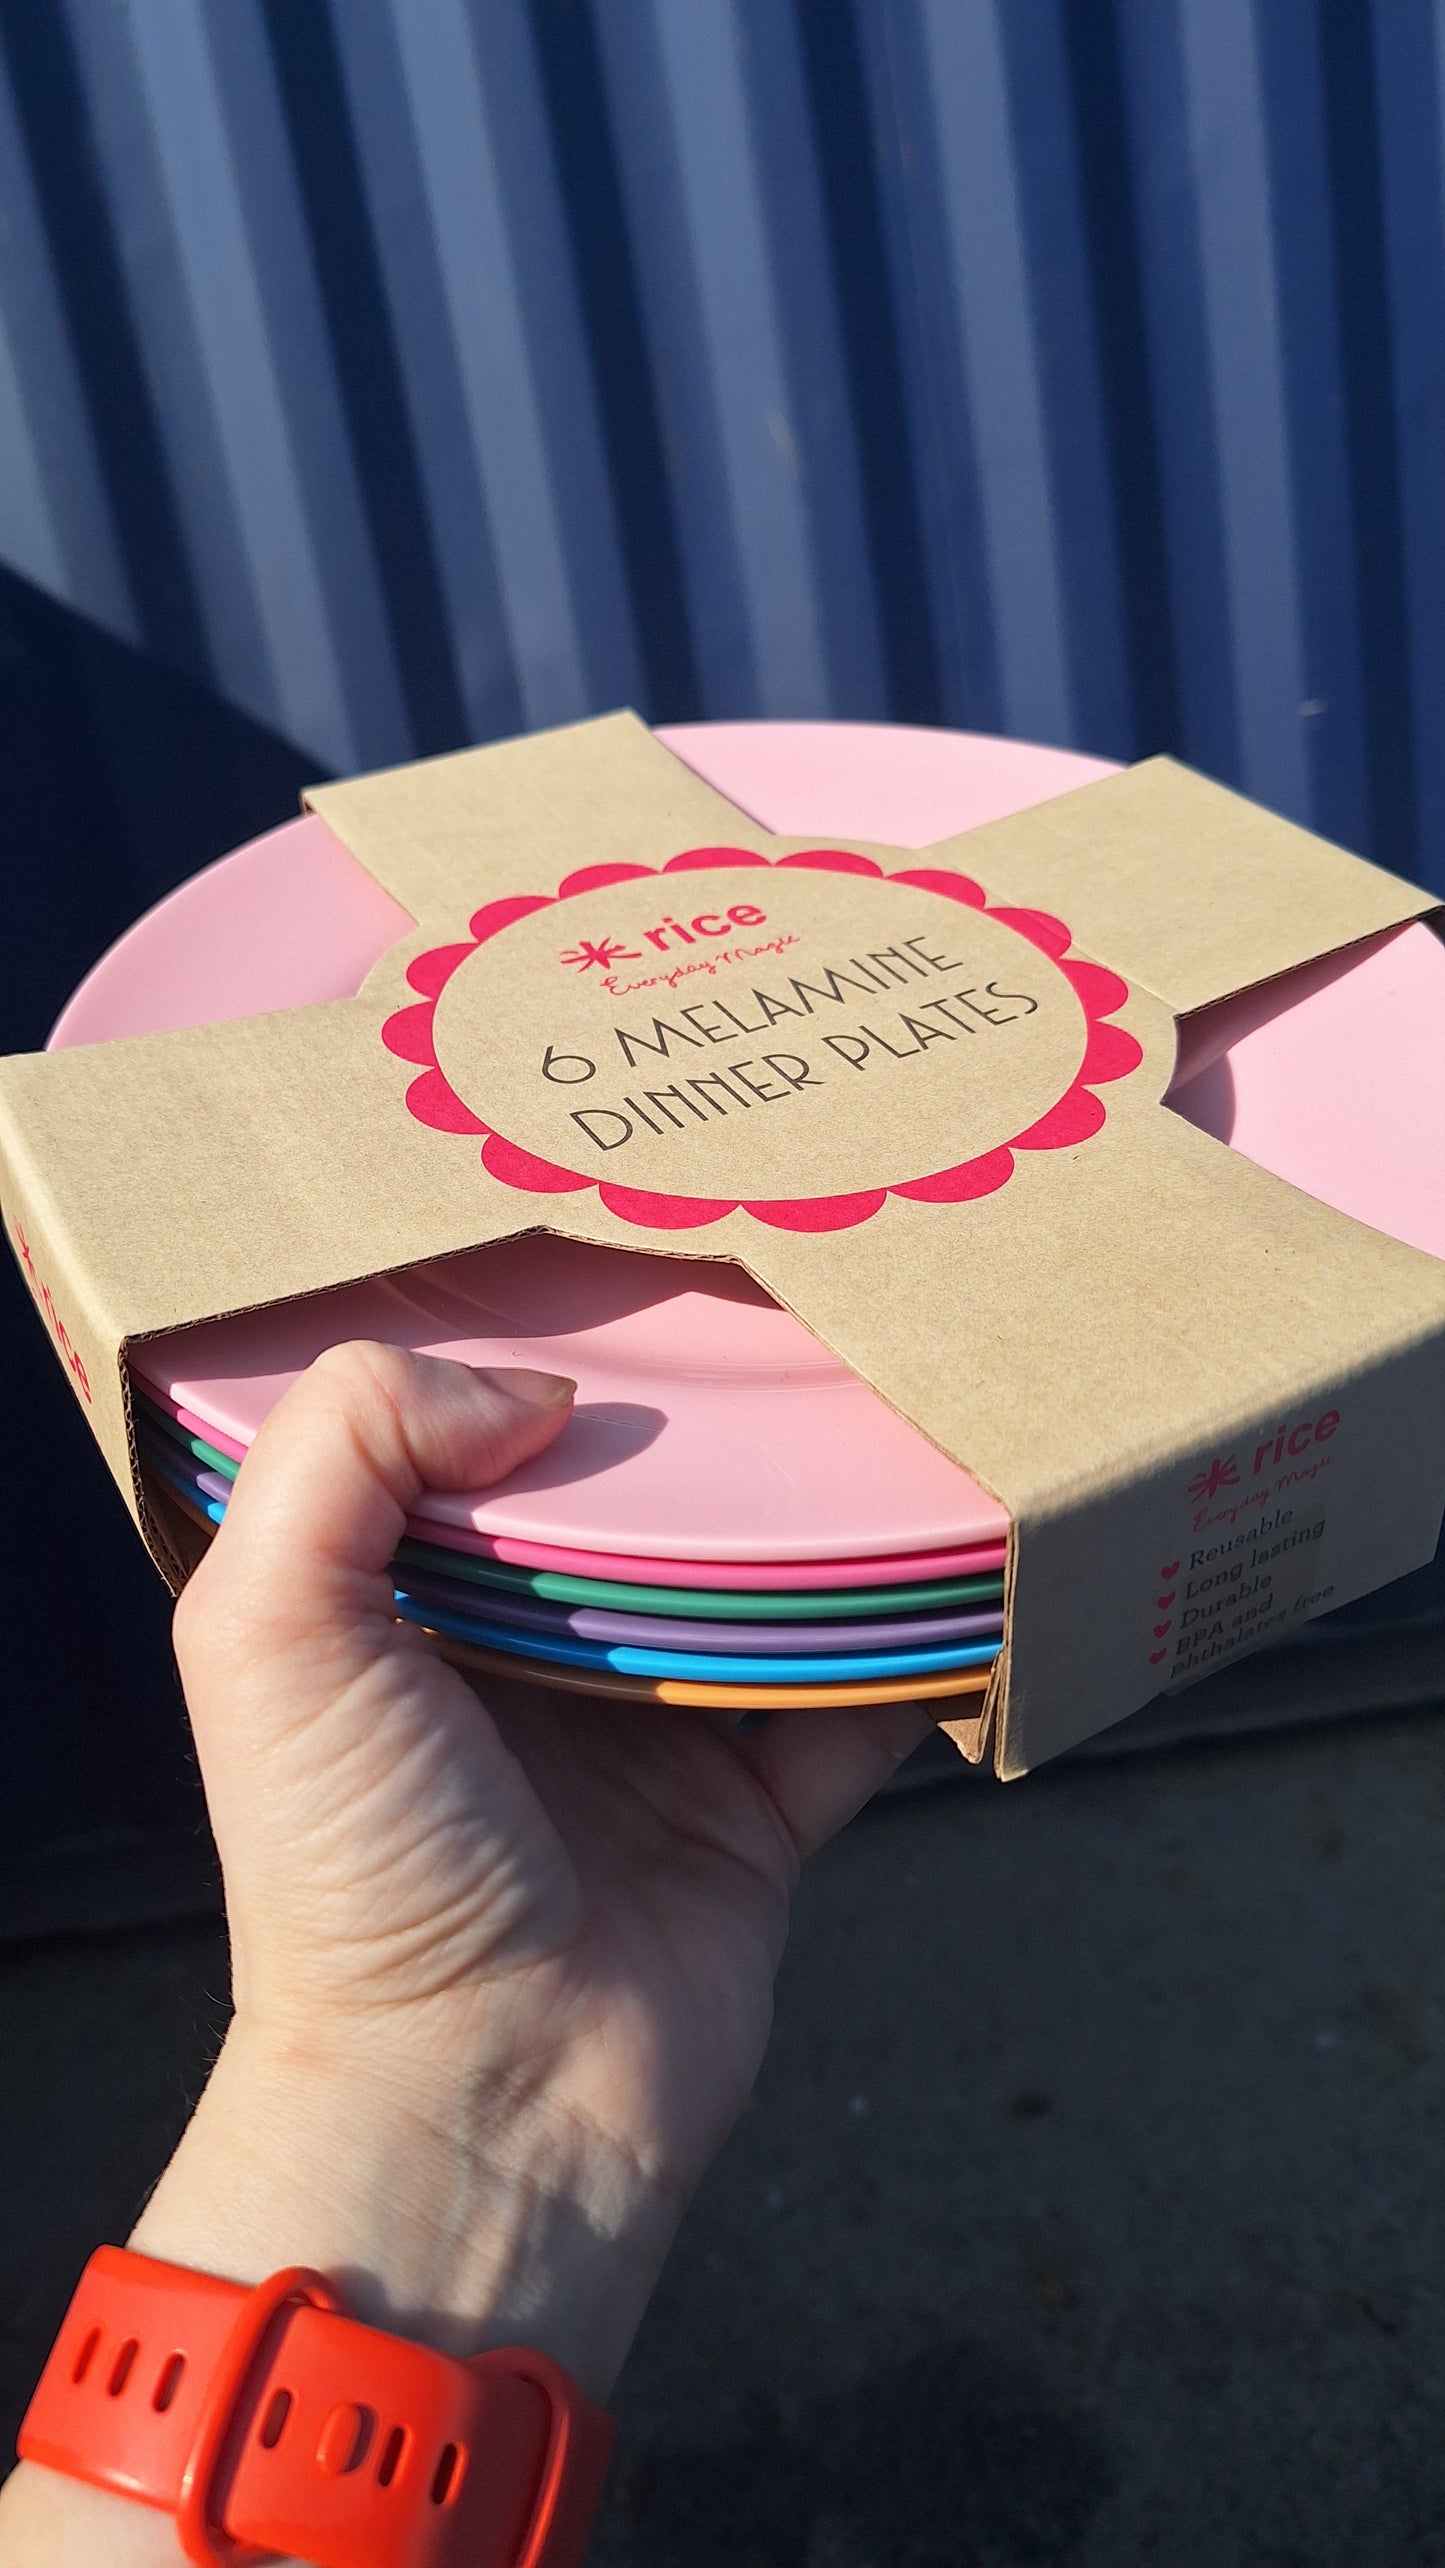 rice
Everyday Magic
6 MELAMINE
DINNER PLATES
rice
rice
Everyday Magic
Reusable
Long lasting
Durable
BPA and
phthalates free